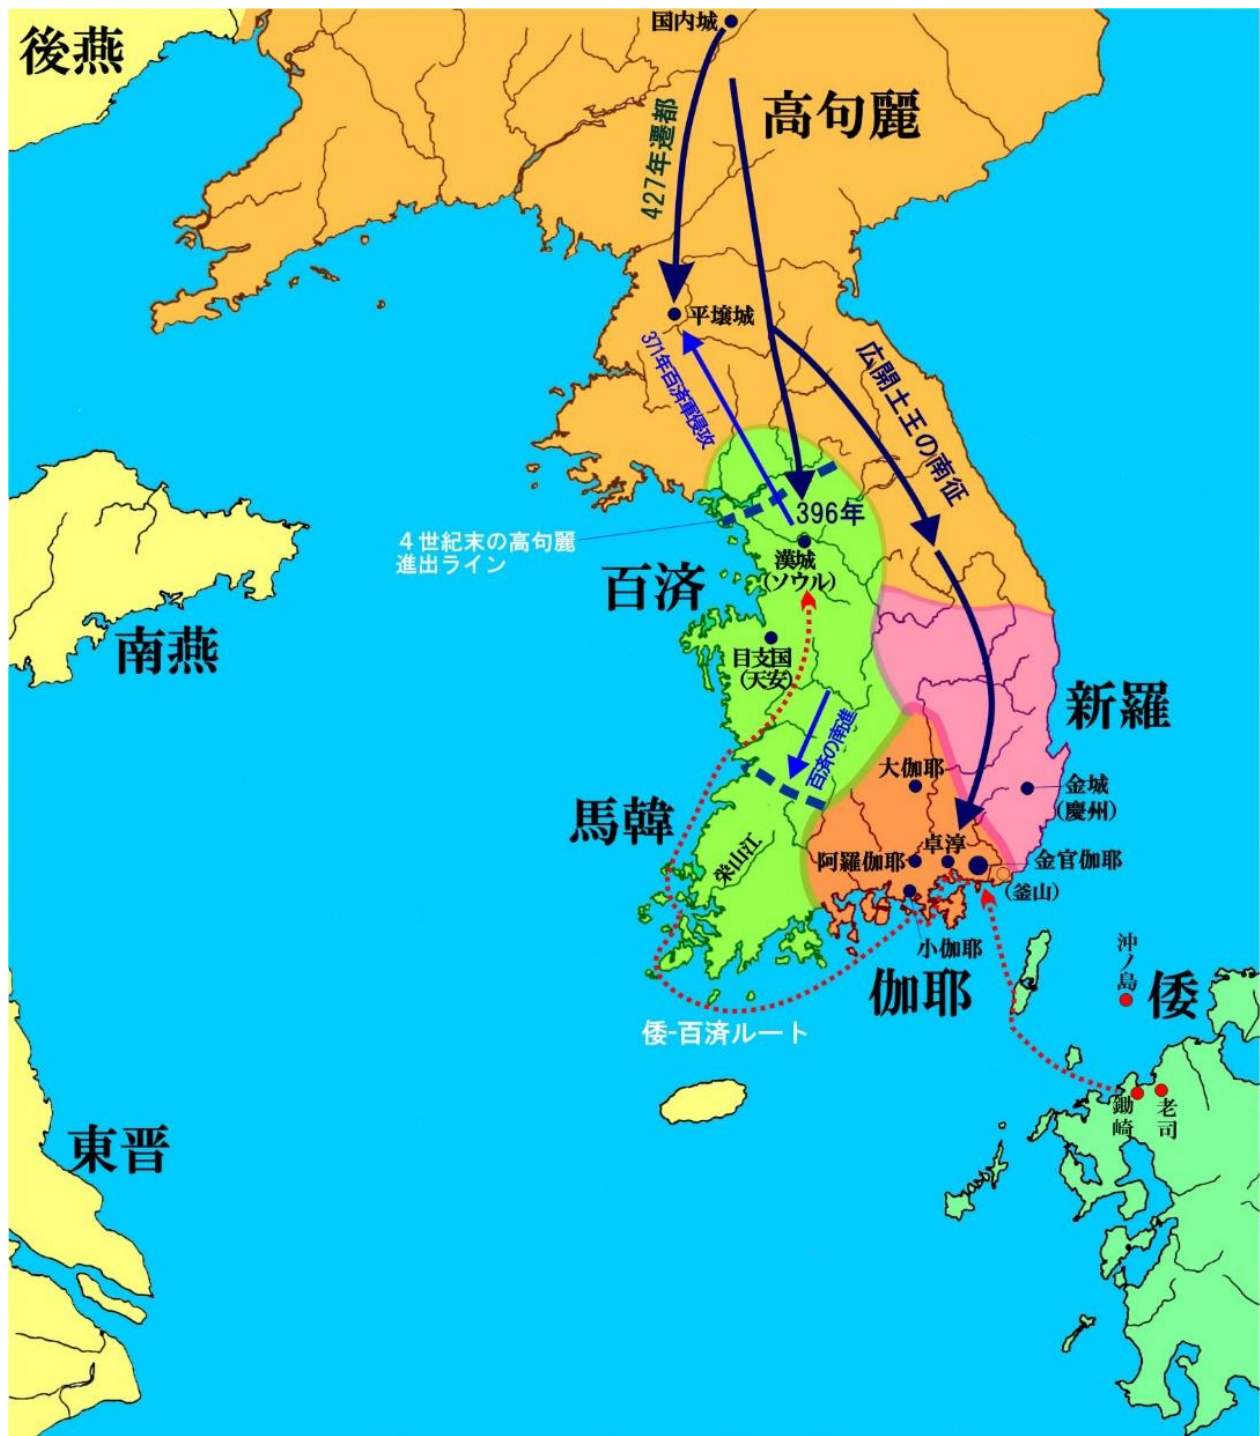 後燕
国内城
高句麗
427年遷都
平壌城
371年百済軍侵攻
広開土王の南征
396年
4世紀末の高句麗
進出ライン
漢城
(ソウル)
百済
南燕
目支国
(天安)
新羅
百済の南進
大伽耶
金城
(慶州)
馬韓
栄山江
卓淳
阿羅伽耶
金官伽耶
(釜山)
小伽耶
伽耶
沖ノ島
倭
倭-百済ルート
鋤崎
老司
東晋